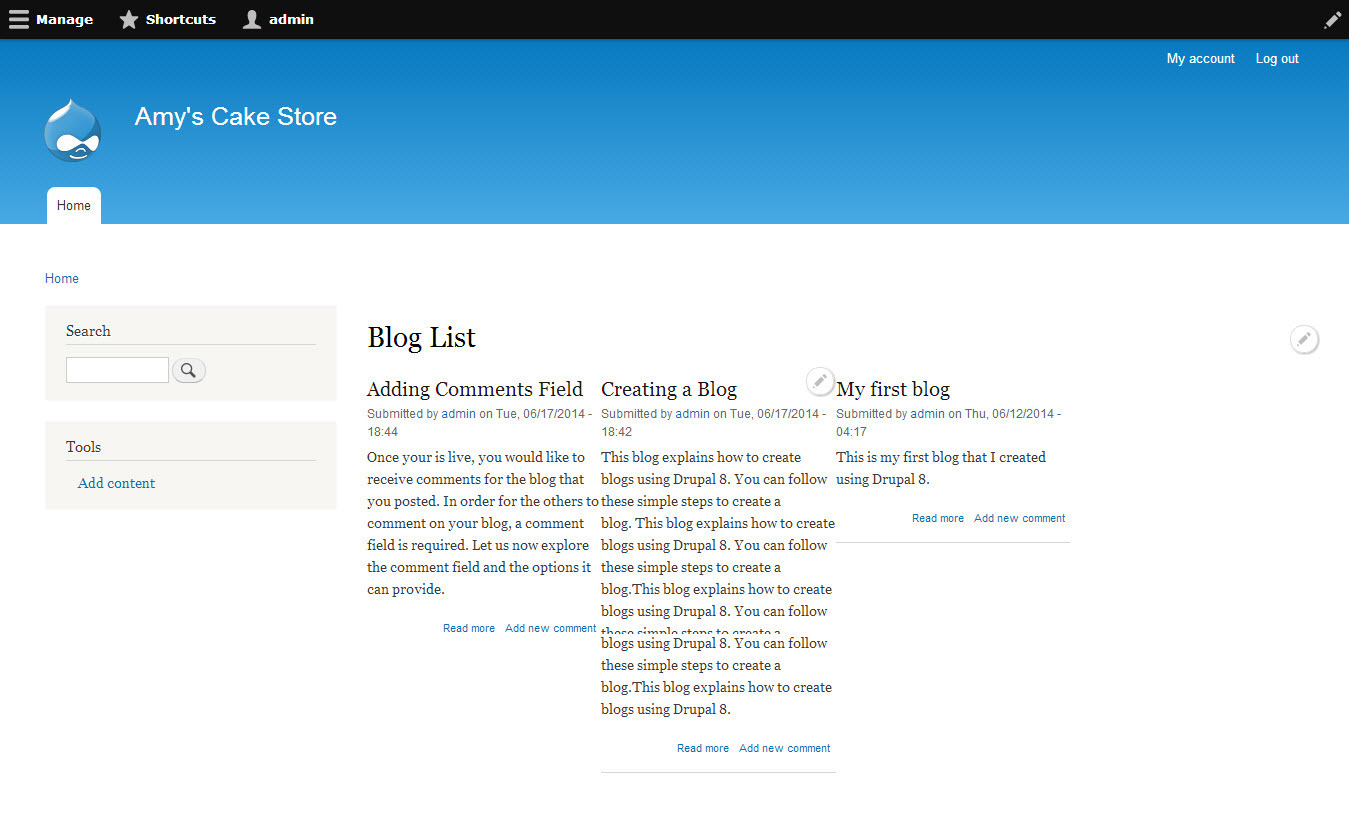 Manage Shortcuts admin
My account Log out
Amy's Cake Store
Home
Home
Search
Tools
Add content
Blog List
Adding Comments Field
Submitted by admin on Tue, 06/17/2014 -
18:44
Once your is live, you would like to
receive comments for the blog that
you posted. In order for the others to
comment on your blog, a comment
field is required. Let us now explore
the comment field and the options it
can provide.
Read more Add new comment
Creating a Blog
Submitted by admin on Tue, 06/17/2014 -
18:42
This blog explains how to create
blogs using Drupal 8. You can follow
these simple steps to create a
blog. This blog explains how to create
blogs using Drupal 8. You can follow
these simple steps to create a
blog.This blog explains how to create
blogs using Drupal 8. You can follow
these simple steps to create a
blogs using Drupal 8. You can follow
these simple steps to create a
blog.This blog explains how to create
blogs using Drupal 8.
Read more Add new comment
My first blog
Submitted by admin on Thu, 06/12/2014 -
04:17
This is my first blog that I created
using Drupal 8.
Read more Add new comment